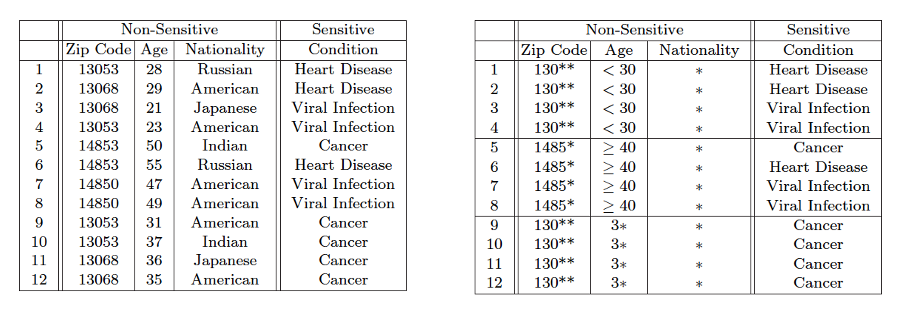 Non-Sensitive Sensitive
Zip Code Age Nationality Condition
1 13053 28 Russian Heart Disease
2 13068 29 American Heart Disease
3 13068 21 Japanese Viral Infection
4 13053 23 American Viral Infection
5 14853 50 Indian Cancer
6 14853 55 Russian Heart Disease
7 14850 47 American Viral Infection
8 14850 49 American Viral Infection
9 13053 31 American Cancer
10 13053 37 Indian Cancer
11 13068 36 Japanese Cancer
12 13068 35 American Cancer
Non-Sensitive Sensitive
Zip Code Age Nationality Condition
1 130** < 30 * Heart Disease
2 130** < 30 * Heart Disease
3 130** < 30 * Viral Infection
4 130** < 30 * Viral Infection
5 1485* ≥ 40 * Cancer
6 1485* ≥ 40 * Heart Disease
7 1485* ≥ 40 * Viral Infection
8 1485* ≥ 40 * Viral Infection
9 130** 3* * Cancer
10 130** 3* * Cancer
11 130** 3* * Cancer
12 130** 3* * Cancer